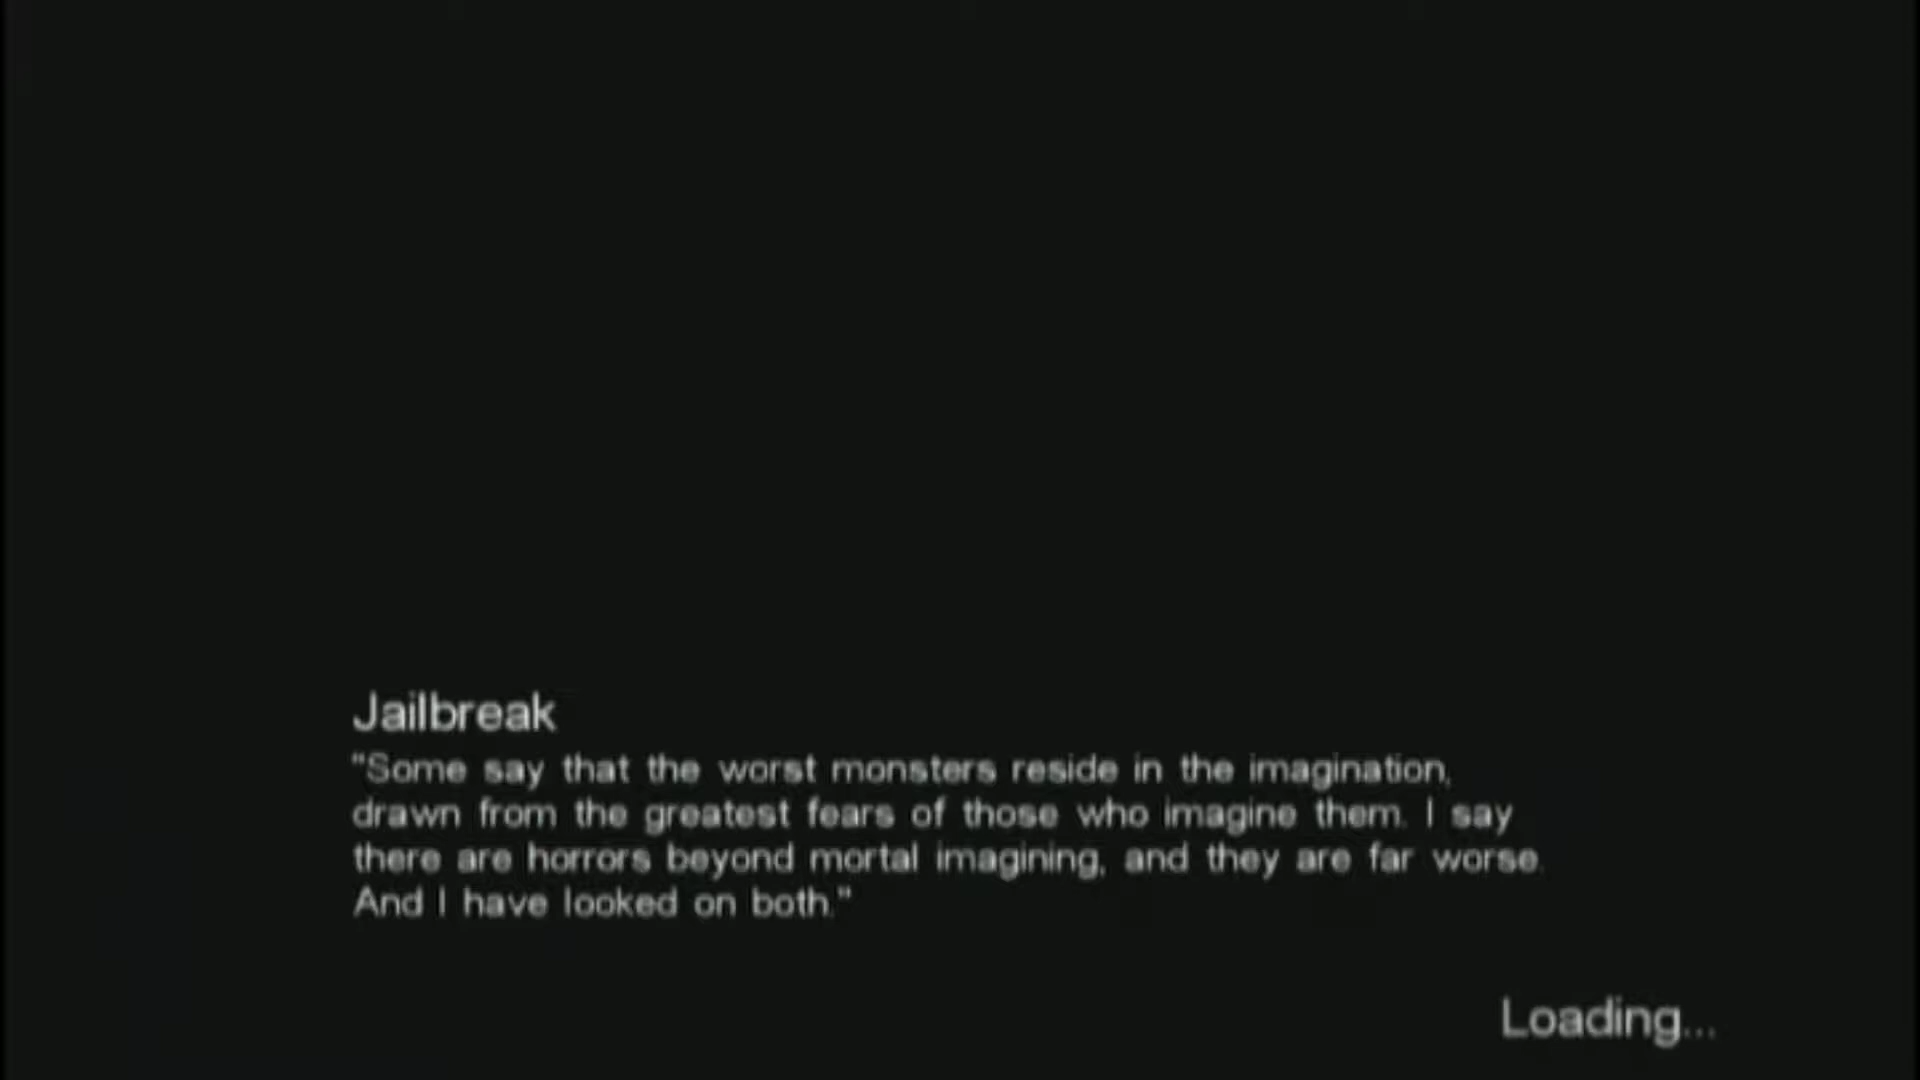 Jailbreak
"Some say that the worst monsters reside in the imagination,
drawn from the greatest fears of those who imagine them. I say
there are horrors beyond mortal imagining, and they are far worse.
And I have looked on both."
Loading...